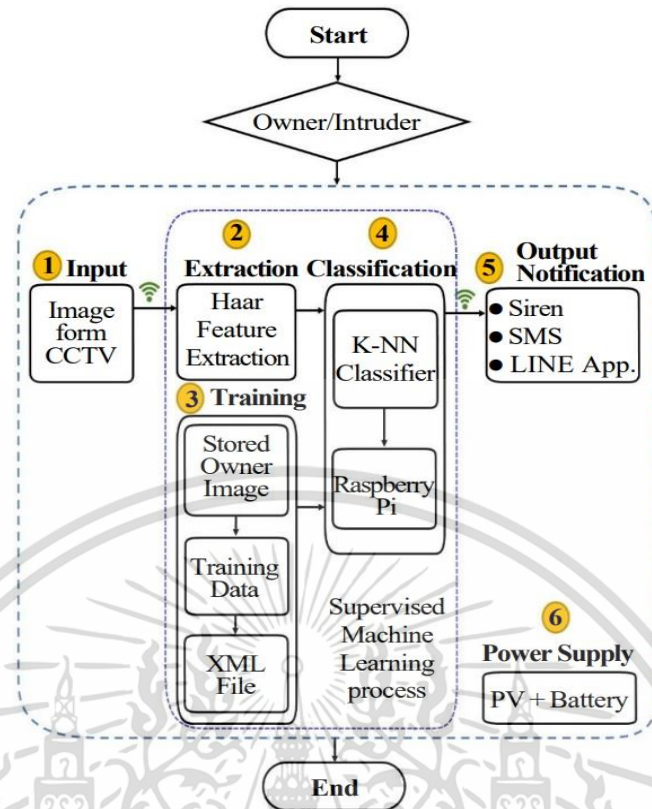 Start
Owner/Intruder
1 Input
Image
form
CCTV
2
Extraction
Haar
Feature
Extraction
3 Training
Stored
Owner
Image
Training
Data
XML
File
4
Classification
K-NN
Classifier
Raspberry
Pi
Supervised
Machine
Learning
process
5 Output
Notification
● Siren
● SMS
● LINE App.
6
Power Supply
PV + Battery
End